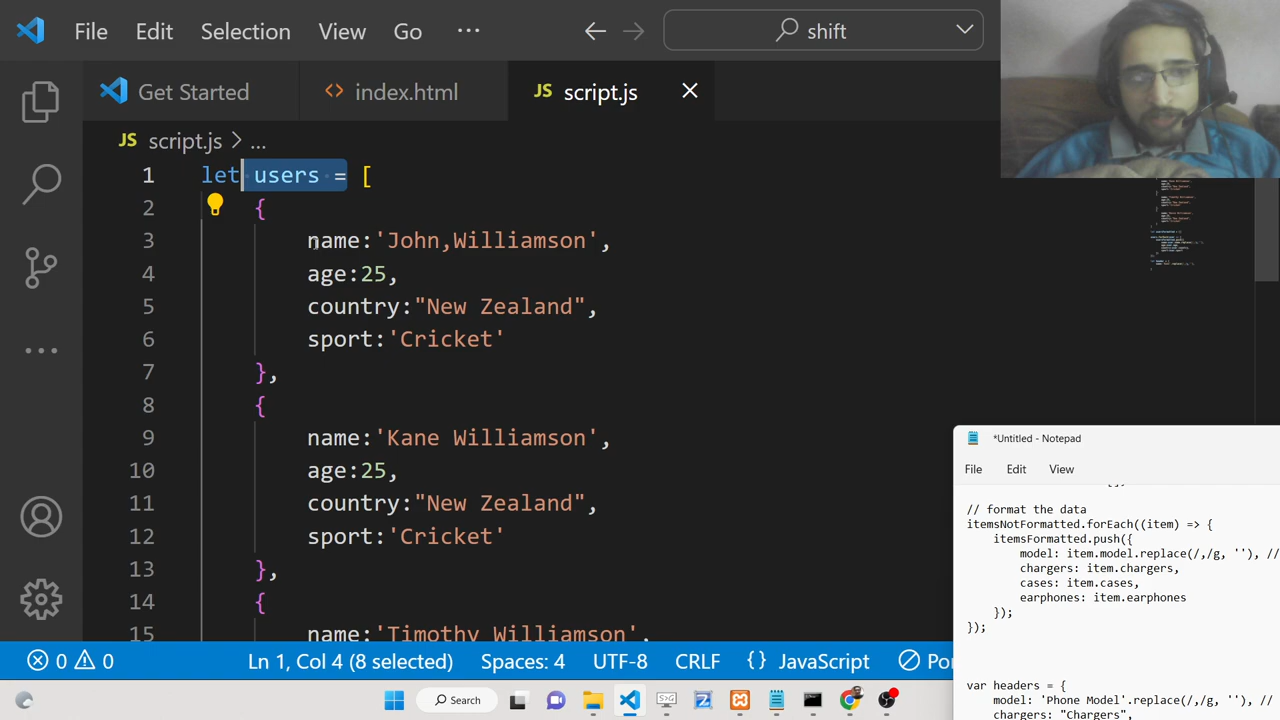 File Edit Selection View Go ...
shift
Get Started
index.html
JS script.js
JS script.js > ...
1 let users = [
2 {
3 name:'John,Williamson',
4 age:25,
5 country:"New Zealand",
6 sport:'Cricket'
7 },
8 {
9 name:'Kane Williamson',
10 age:25,
11 country:"New Zealand",
12 sport:'Cricket'
13 },
14 {
15 name:'Timothy Williamson',
*Untitled - Notepad
File Edit View
// format the data
itemsNotFormatted.forEach((item) => {
itemsFormatted.push({
model: item.model.replace(/,/g, ''), //
chargers: item.chargers,
cases: item.cases,
earphones: item.earphones
});
});
var headers = {
model: 'Phone Model'.replace(/,/g, ''), //
chargers: "Chargers",
0 0 Ln 1, Col 4 (8 selected) Spaces: 4 UTF-8 CRLF {} JavaScript Po
Search